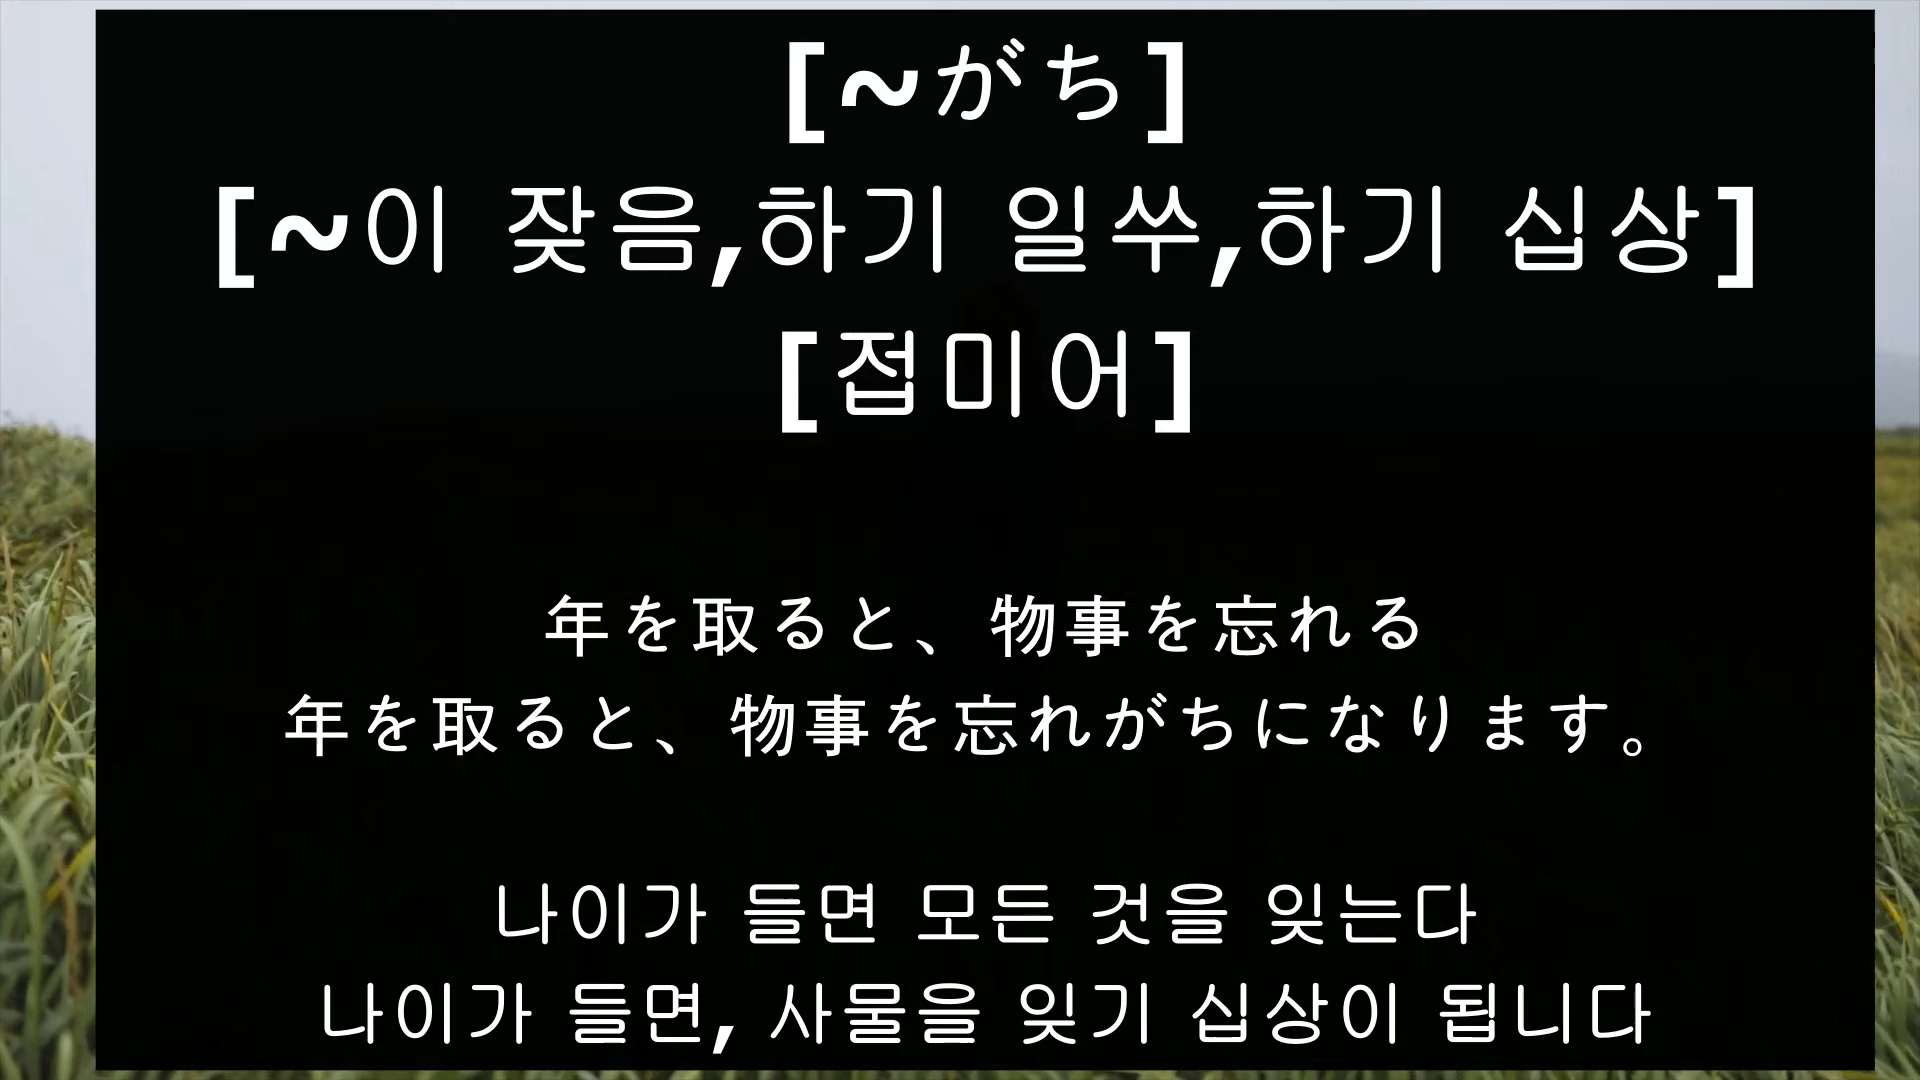 [~がち]
[~이 잦음,하기 일쑤,하기 십상]
[접미어]
年を取ると、物事を忘れる
年を取ると、物事を忘れがちになります。
나이가 들면 모든 것을 잊는다
나이가 들면, 사물을 잊기 십상이 됩니다